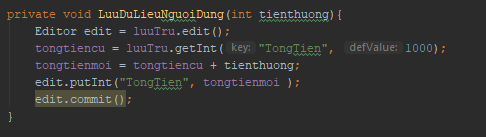 private void LuuDuLieuNguoiDung(int tienthuong){
Editor edit = luuTru.edit();
tongtiencu = luuTru.getInt( key: "TongTien", defValue: 1000);
tongtienmoi = tongtiencu + tienthuong;
edit.putInt("TongTien", tongtienmoi );
edit.commit();
}